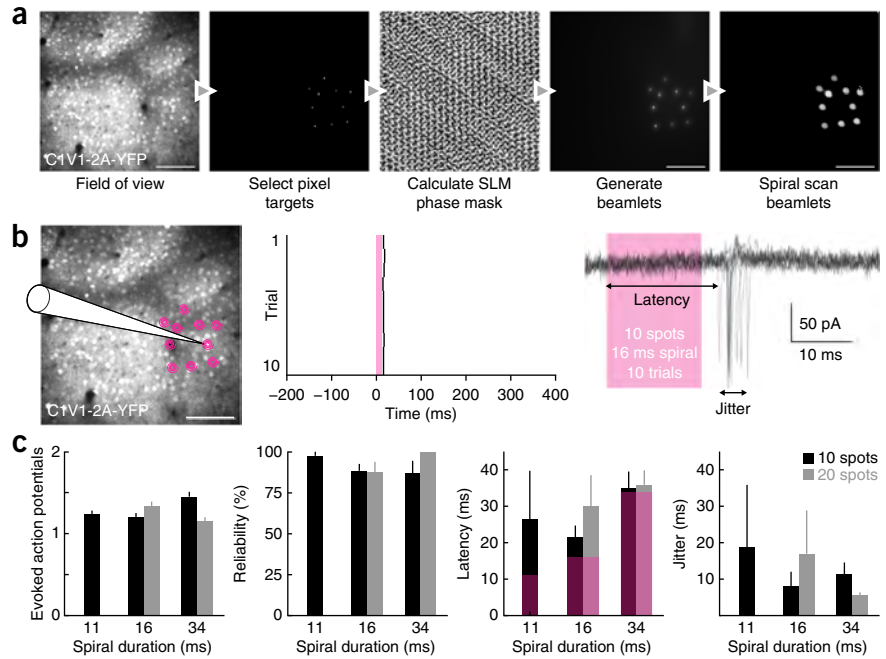 a
C1V1-2A-YFP
Field of view
Select pixel
targets
Calculate SLM
phase mask
Generate
beamlets
Spiral scan
beamlets
b
C1V1-2A-YFP
Trial
1
10
−200 −100 0 100 200 300 400
Time (ms)
Latency
10 spots
16 ms spiral
10 trials
Jitter
50 pA
10 ms
c
Evoked action potentials
2
1
0
11 16 34
Spiral duration (ms)
Reliability (%)
100
75
50
25
0
11 16 34
Spiral duration (ms)
Latency (ms)
40
30
20
10
0
11 16 34
Spiral duration (ms)
Jitter (ms)
40
30
20
10
11 16 34
Spiral duration (ms)
10 spots
20 spots